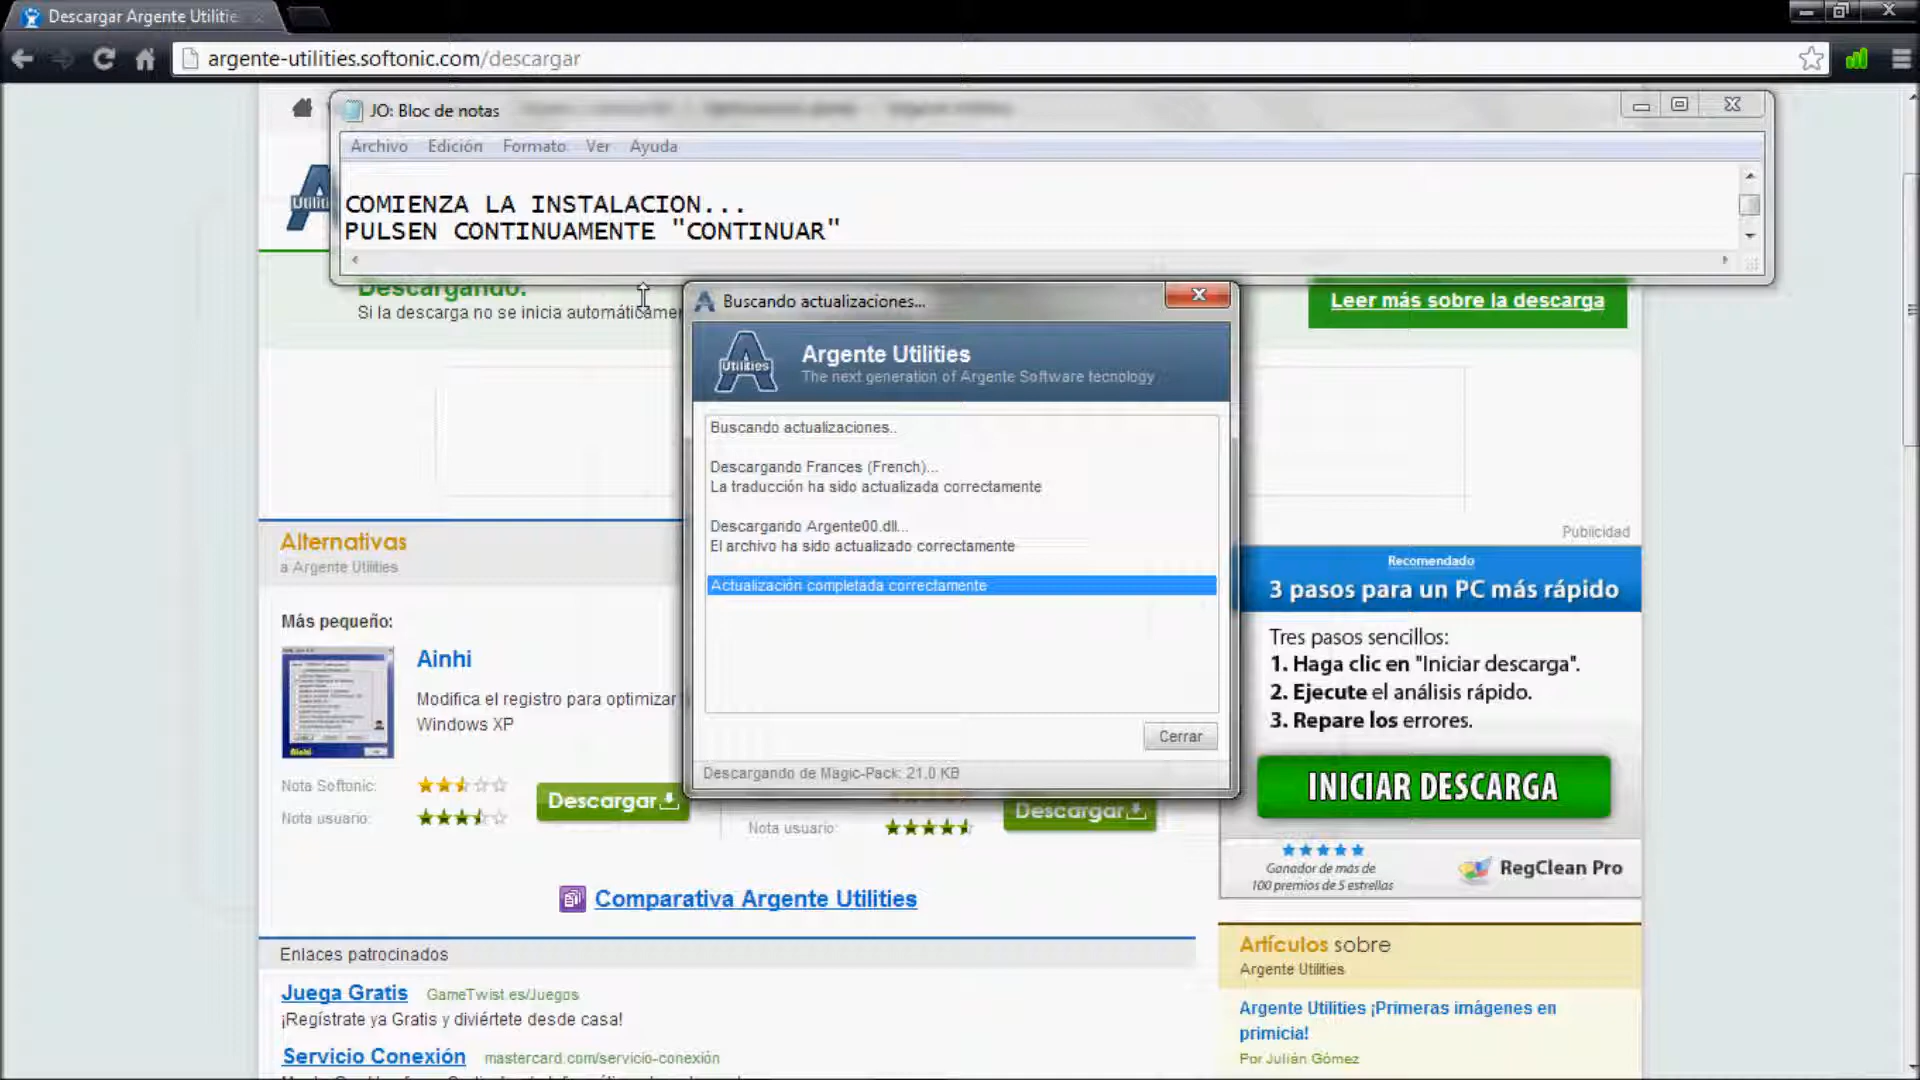 Descargar Argente Utilitie
argente-utilities.softonic.com/descargar
JO: Bloc de notas
Archivo Edición Formato Ver Ayuda
COMIENZA LA INSTALACION...
PULSEN CONTINUAMENTE "CONTINUAR"
Utilit
Descargando.
Si la descarga no se inicia automáticamer
Leer más sobre la descarga
Buscando actualizaciones...
Utilities
Argente Utilities
The next generation of Argente Software tecnology
Buscando actualizaciones..
Descargando Frances (French)...
La traducción ha sido actualizada correctamente
Descargando Argente00.dll...
El archivo ha sido actualizado correctamente
Actualización completada correctamente
Cerrar
Descargando de Magic-Pack: 21.0 KB
Alternativas
a Argente Utilities
Más pequeño:
Ainhi
Modifica el registro para optimizar
Windows XP
Ainhi
Nota Softonic:
Nota usuario:
Descargar
Nota usuario:
Descargar
Comparativa Argente Utilities
Enlaces patrocinados
Juega Gratis GameTwist.es/Juegos
¡Regístrate ya Gratis y diviértete desde casa!
Servicio Conexión mastercard.com/servicio-conexión
Publicidad
Recomendado
3 pasos para un PC más rápido
Tres pasos sencillos:
1. Haga clic en "Iniciar descarga".
2. Ejecute el análisis rápido.
3. Repare los errores.
INICIAR DESCARGA
Ganador de más de
100 premios de 5 estrellas
RegClean Pro
Artículos sobre
Argente Utilities
Argente Utilities ¡Primeras imágenes en
primicia!
Por Julián Gómez